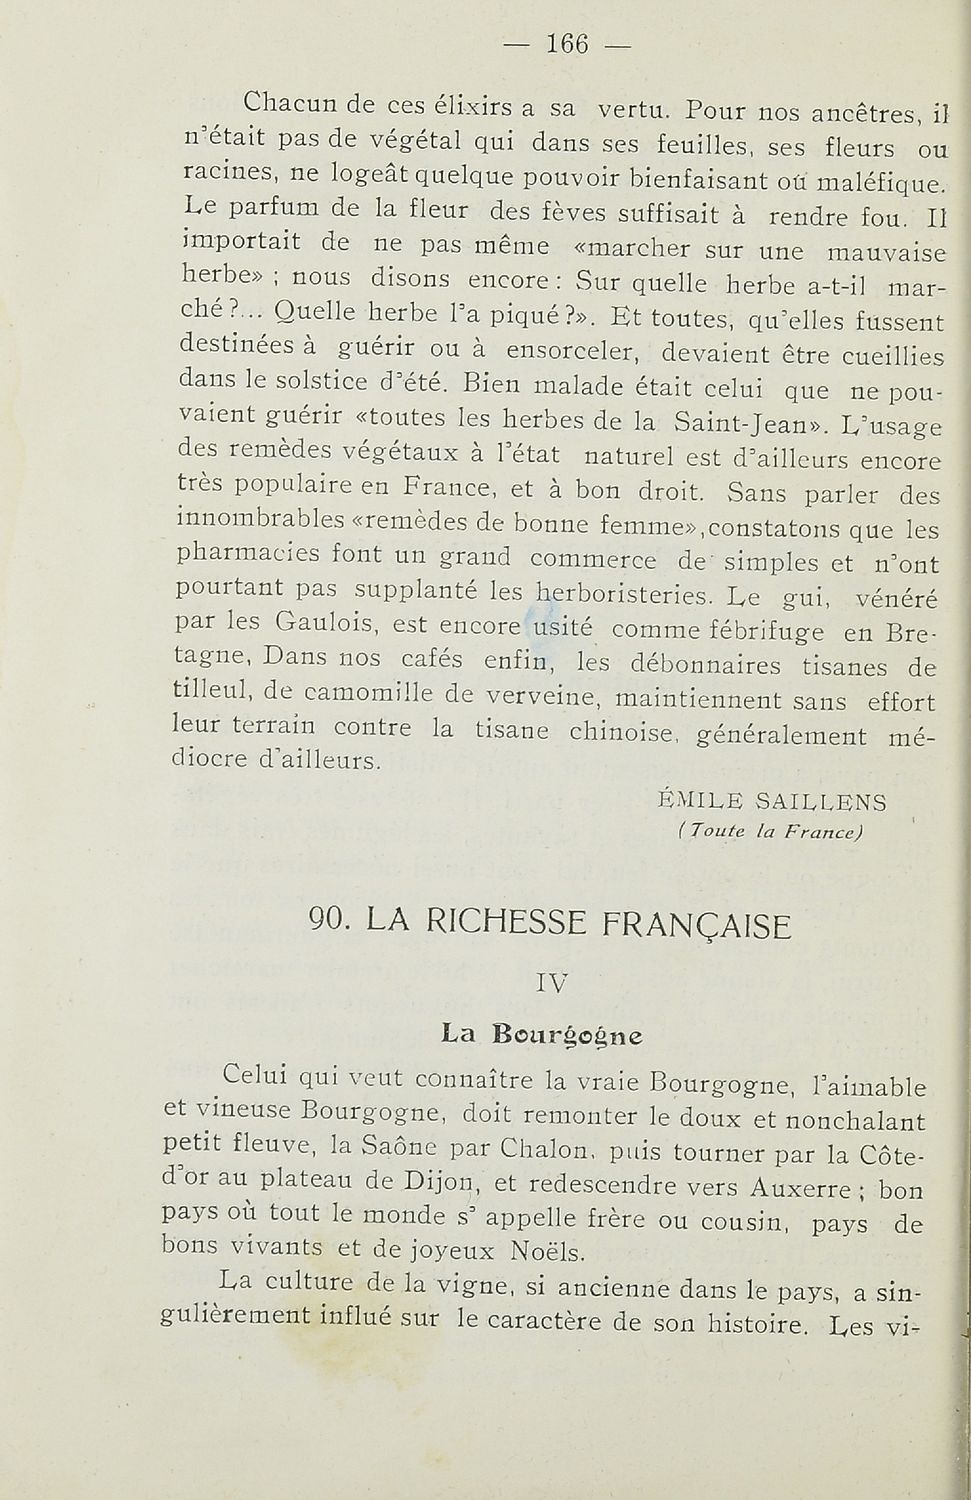 — 166 —
Chacun de ces élixirs a sa vertu. Pour nos ancêtres, il
n'était pas de végétal qui dans ses feuilles, ses fleurs ou
racines, ne logeât quelque pouvoir bienfaisant oú maléfique.
Le parfum de la fleur des fèves suffisait à rendre fou. Il
importait de ne pas même «marcher sur une mauvaise
herbe» ; nous disons encore : Sur quelle herbe a-t-il mar-
ché ?... Quelle herbe l'a piqué ?». Et toutes, qu'elles fussent
destinées à guérir ou à ensorceler, devaient être cueillies
dans le solstice d'été. Bien malade était celui que ne pou-
vaient guérir «toutes les herbes de la Saint-Jean». L'usage
des remèdes végétaux à l'état naturel est d'ailleurs encore
très populaire en France, et à bon droit. Sans parler des
innombrables «remèdes de bonne femme»,constatons que les
pharmacies font un grand commerce de simples et n'ont
pourtant pas supplanté les herboristeries. Le gui, vénéré
par les Gaulois, est encore usité comme fébrifuge en Bre-
tagne, Dans nos cafés enfin, les débonnaires tisanes de
tilleul, de camomille de verveine, maintiennent sans effort
leur terrain contre la tisane chinoise, généralement mé-
diocre d'ailleurs.
ÉMILE SAILLENS
(Toute la France)
90. LA RICHESSE FRANÇAISE
IV
La Bourgogne
Celui qui veut connaître la vraie Bourgogne, l'aimable
et vineuse Bourgogne, doit remonter le doux et nonchalant
petit fleuve, la Saône par Chalon, puis tourner par la Côte-
d'or au plateau de Dijon, et redescendre vers Auxerre ; bon
pays où tout le monde s' appelle frère ou cousin, pays de
bons vivants et de joyeux Noëls.
La culture de la vigne, si ancienne dans le pays, a sin-
gulièrement influé sur le caractère de son histoire. Les vi-